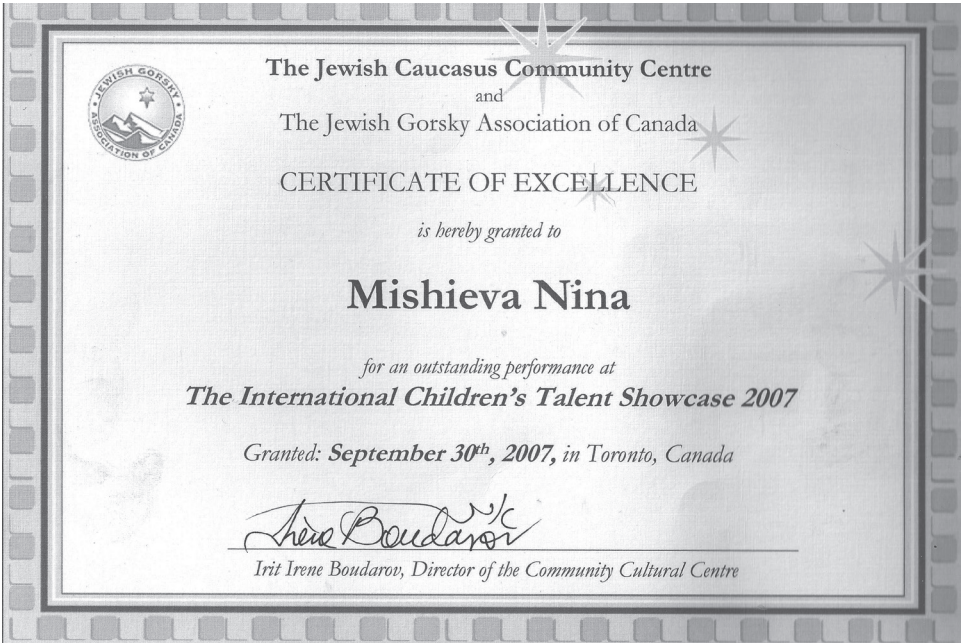 JEWISH GORSKY
ASSOCIATION OF CANADA
The Jewish Caucasus Community Centre
and
The Jewish Gorsky Association of Canada
CERTIFICATE OF EXCELLENCE
is hereby granted to
Mishieva Nina
for an outstanding performance at
The International Children's Talent Showcase 2007
Granted: September 30th, 2007, in Toronto, Canada
Irene Boudarov
Irit Irene Boudarov, Director of the Community Cultural Centre